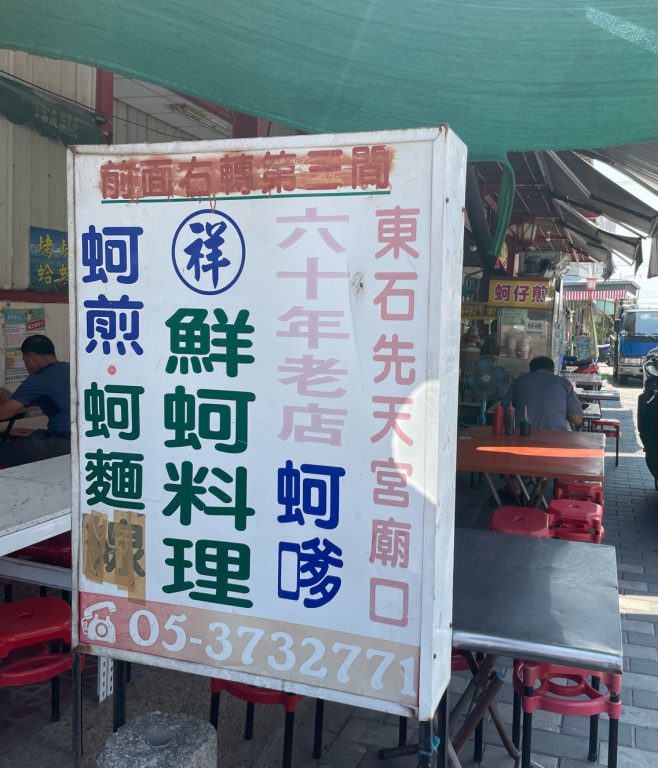 前面右轉第三間
東石先天宮廟口
六十年老店
蚵嗲
祥
鮮蚵料理
蚵煎·蚵麵線
05-3732771
蚵仔煎